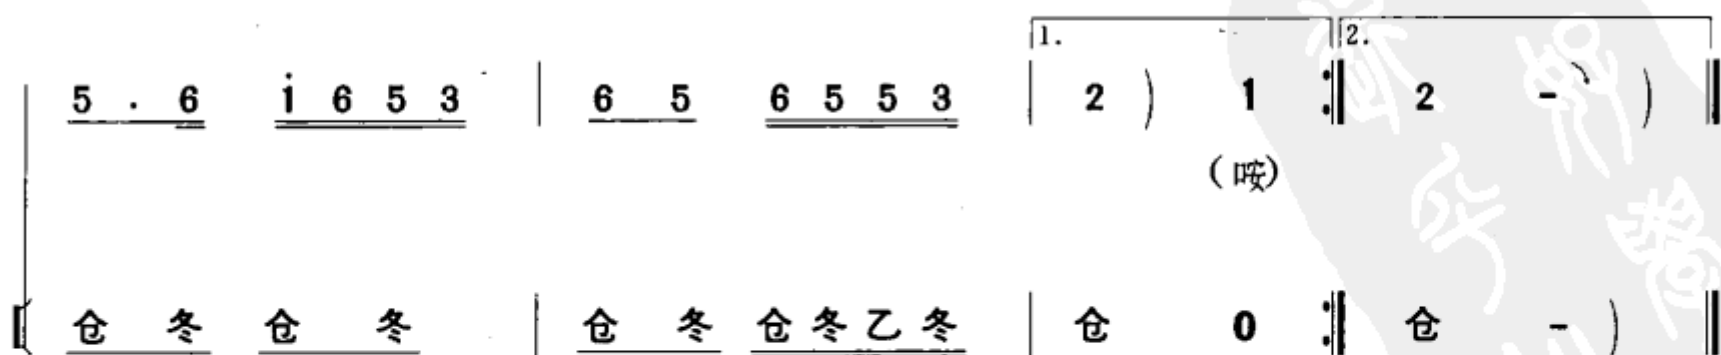 1. 2.
5 . 6 i 6 5 3 6 5 6 5 5 3 2 ) 1 2 - )
(咹)
仓 冬 仓 冬 仓 冬 仓 冬 乙 冬 仓 0 仓 - )